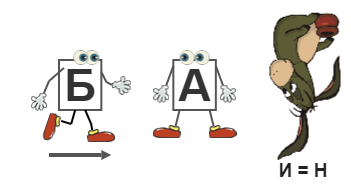 Б А
И = Н